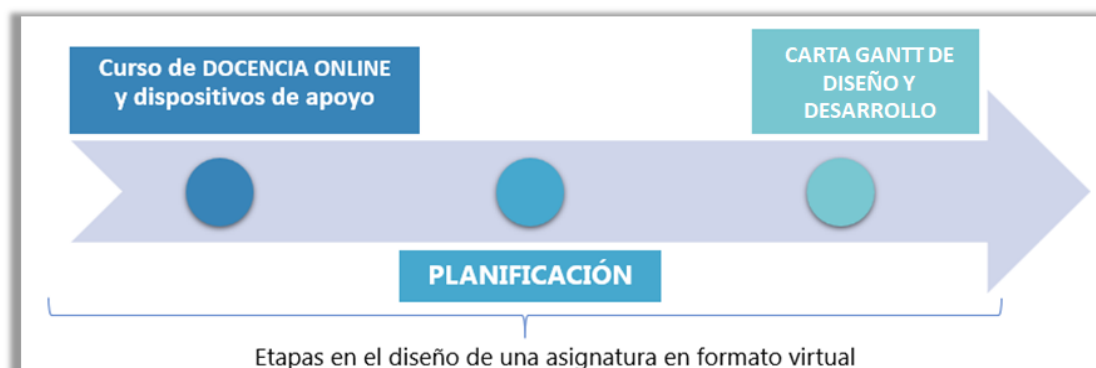 Curso de DOCENCIA ONLINE
y dispositivos de apoyo
CARTA GANTT DE
DISEÑO Y
DESARROLLO
PLANIFICACIÓN
Etapas en el diseño de una asignatura en formato virtual